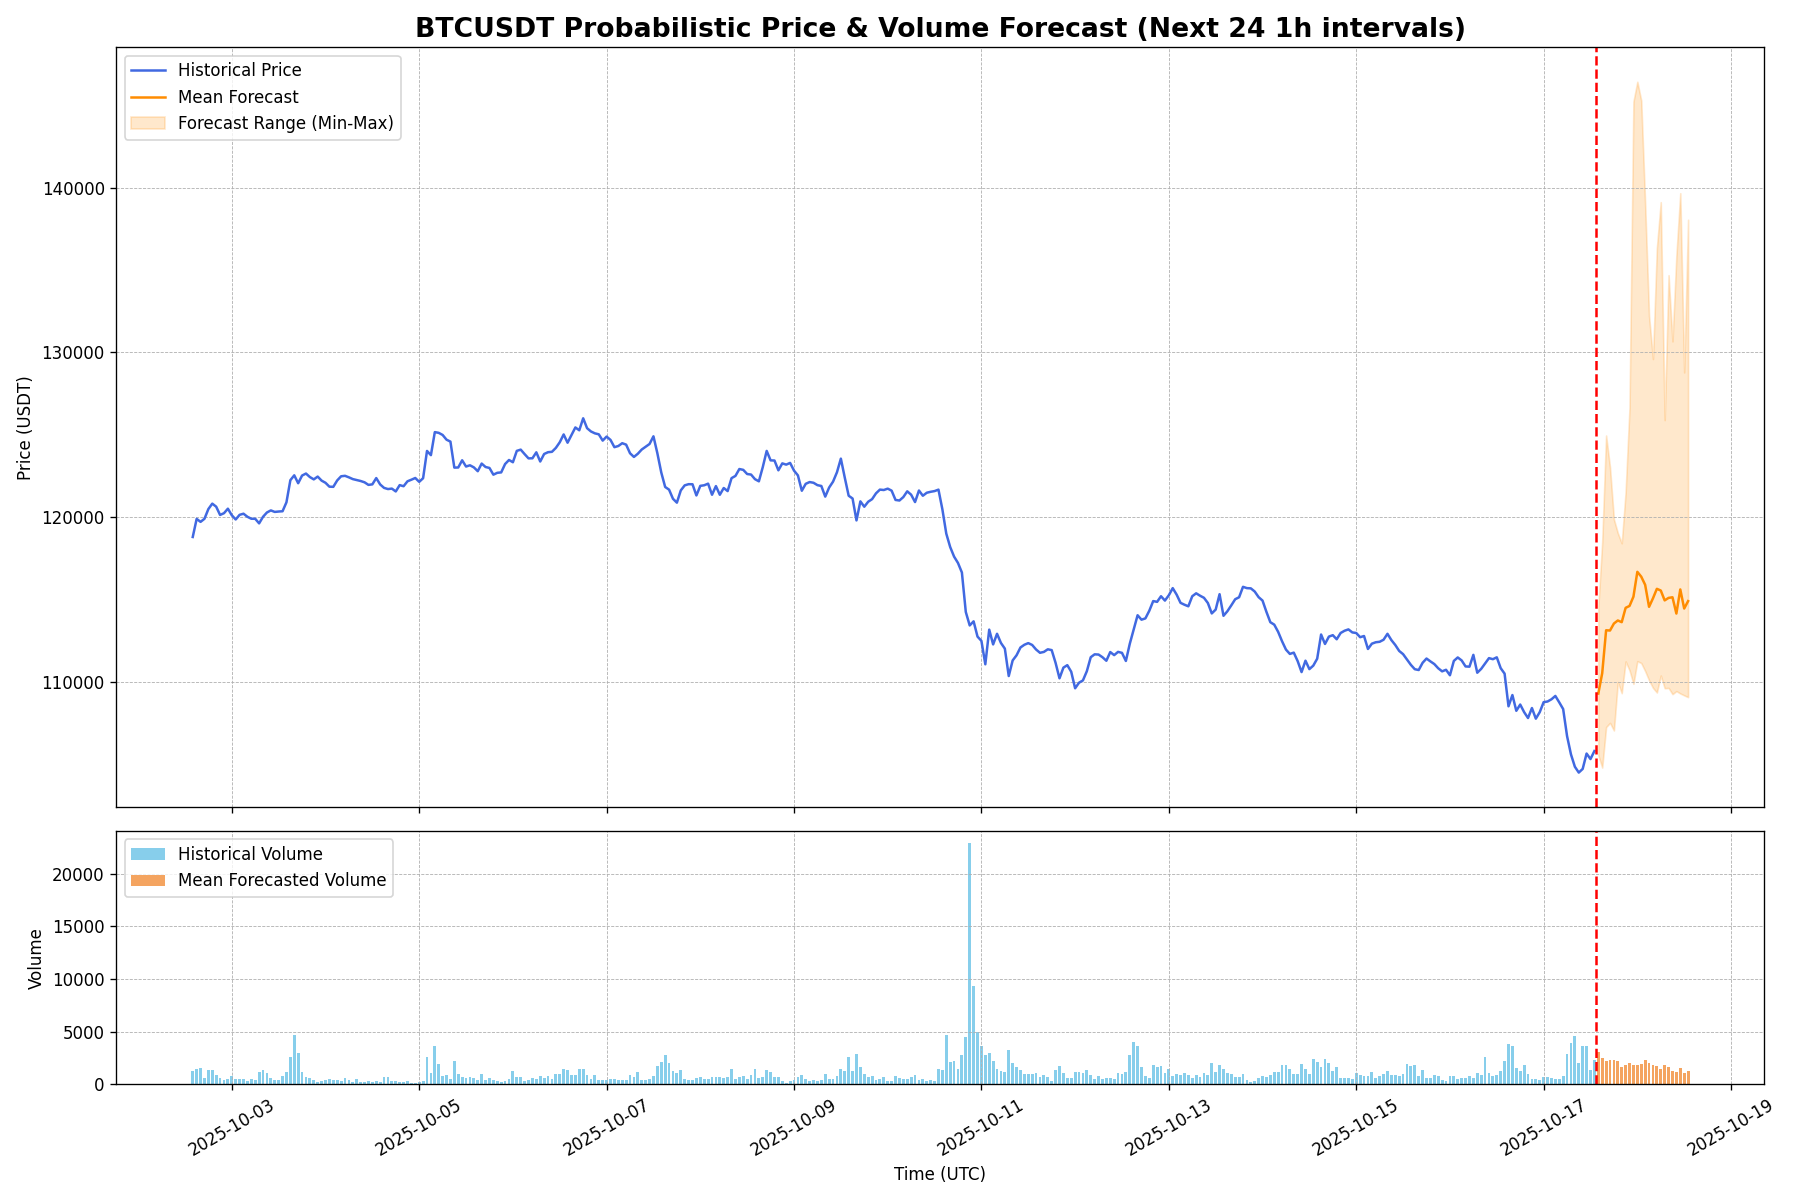 BTCUSDT Probabilistic Price & Volume Forecast (Next 24 1h intervals)
Historical Price
Mean Forecast
Forecast Range (Min-Max)
140000
130000
120000
110000
Price (USDT)
Historical Volume
Mean Forecasted Volume
20000
15000
10000
5000
0
Volume
2025-10-03
2025-10-05
2025-10-07
2025-10-09
2025-10-11
2025-10-13
2025-10-15
2025-10-17
2025-10-19
Time (UTC)